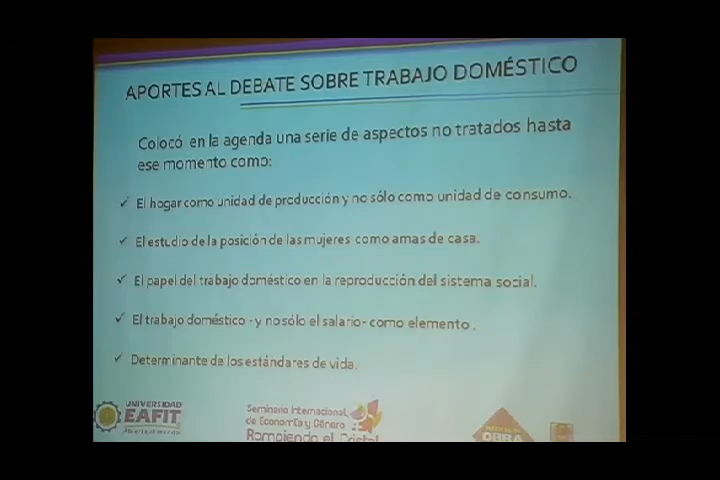 APORTES AL DEBATE SOBRE TRABAJO DOMÉSTICO
Colocó en la agenda una serie de aspectos no tratados hasta
ese momento como:
✓ El hogar como unidad de producción y no sólo como unidad de consumo.
✓ El estudio de la posición de las mujeres como amas de casa.
✓ El papel del trabajo doméstico en la reproducción del sistema social.
✓ El trabajo doméstico - y no sólo el salario- como elemento .
✓ Determinante de los estándares de vida.
UNIVERSIDAD
EAFIT
Seminario Internacional
de Economía y Género
Rompiendo el Cristal
OBRA